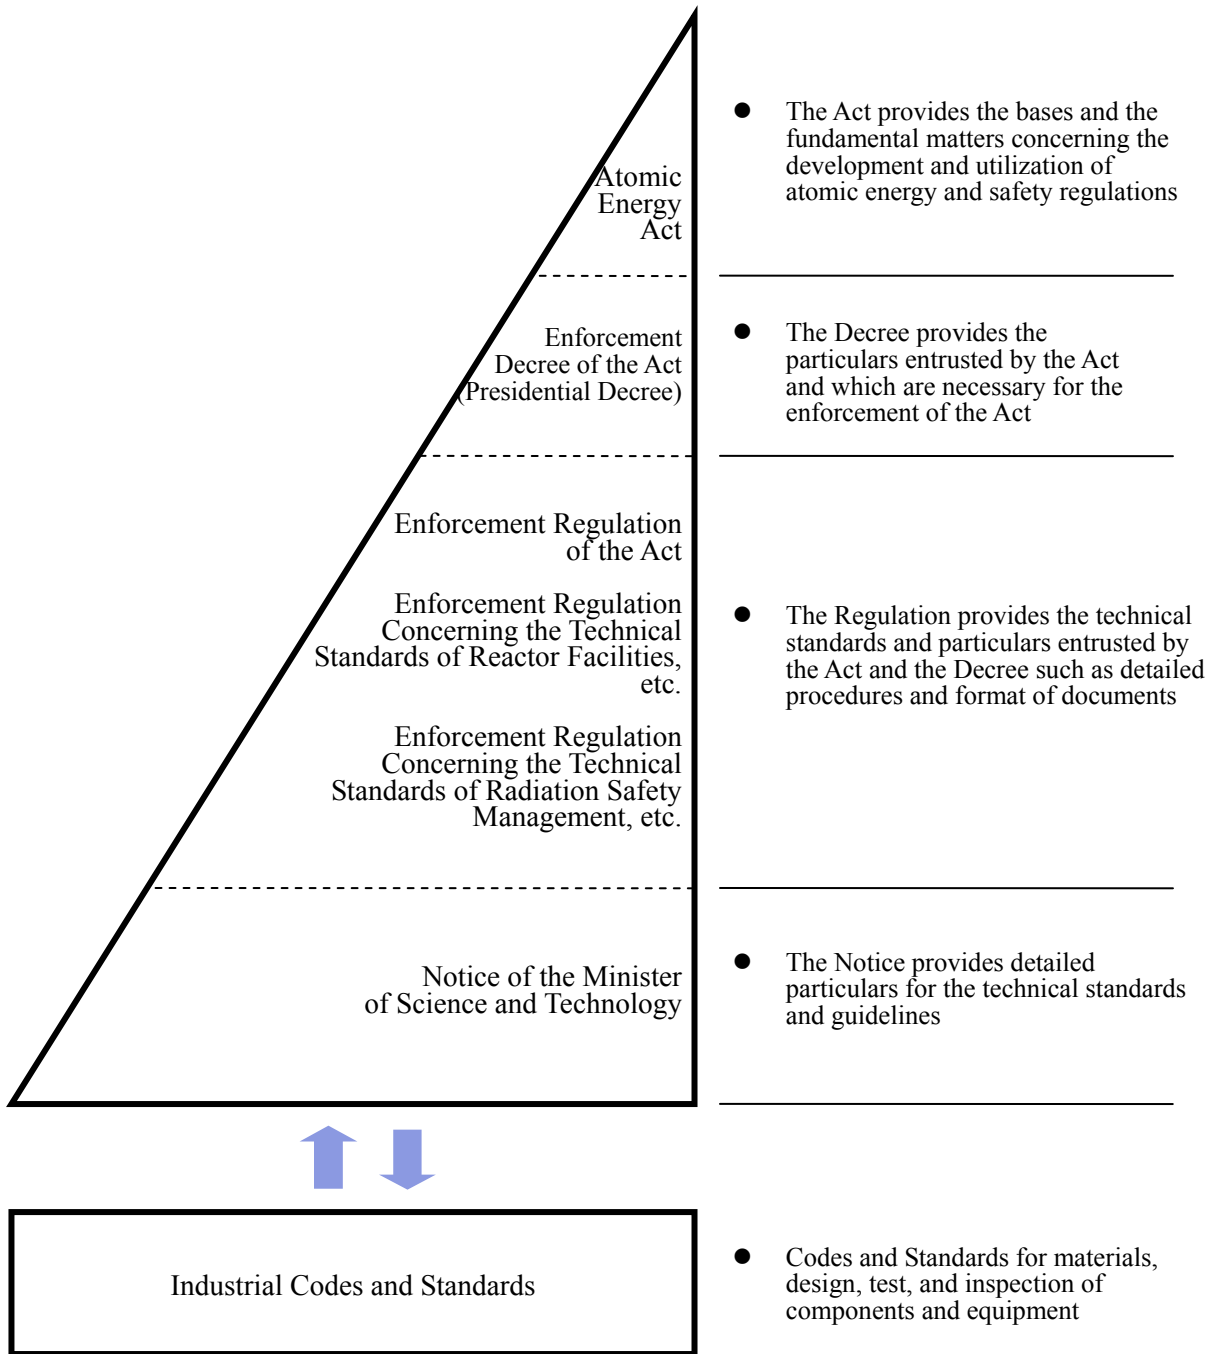 Atomic
Energy
Act
● The Act provides the bases and the
fundamental matters concerning the
development and utilization of
atomic energy and safety regulations
Enforcement
Decree of the Act
(Presidential Decree)
● The Decree provides the
particulars entrusted by the Act
and which are necessary for the
enforcement of the Act
Enforcement Regulation
of the Act
Enforcement Regulation
Concerning the Technical
Standards of Reactor Facilities,
etc.
Enforcement Regulation
Concerning the Technical
Standards of Radiation Safety
Management, etc.
● The Regulation provides the technical
standards and particulars entrusted by
the Act and the Decree such as detailed
procedures and format of documents
Notice of the Minister
of Science and Technology
● The Notice provides detailed
particulars for the technical standards
and guidelines
Industrial Codes and Standards
● Codes and Standards for materials,
design, test, and inspection of
components and equipment